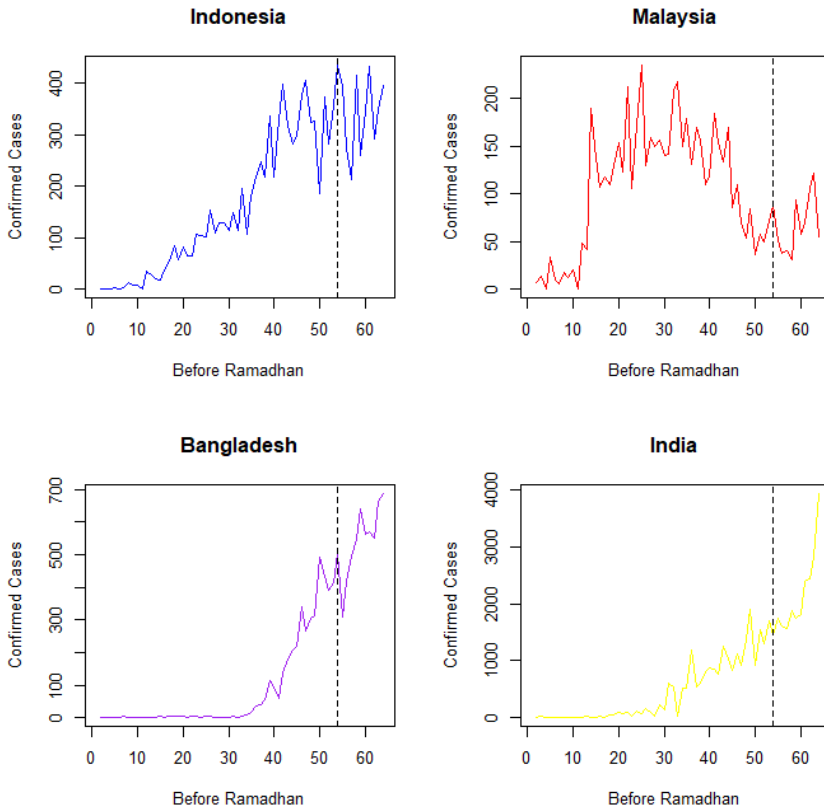 Indonesia
Confirmed Cases
0 100 200 300 400
0 10 20 30 40 50 60
Before Ramadhan
Malaysia
Confirmed Cases
0 50 100 150 200
0 10 20 30 40 50 60
Before Ramadhan
Bangladesh
Confirmed Cases
0 100 300 500 700
0 10 20 30 40 50 60
Before Ramadhan
India
Confirmed Cases
0 1000 2000 3000 4000
0 10 20 30 40 50 60
Before Ramadhan